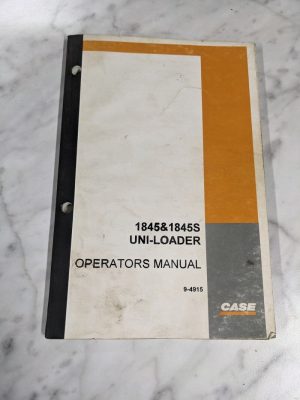 1845&1845S
UNI-LOADER
OPERATORS MANUAL
9-4915
CASE